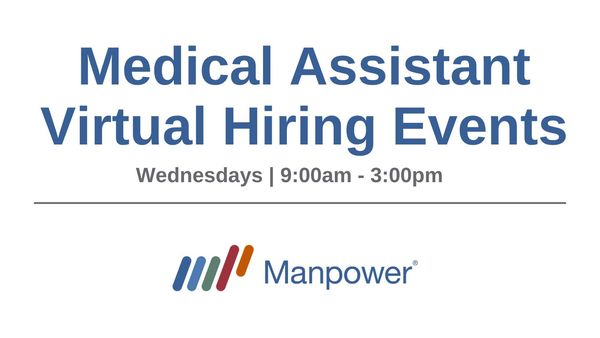 Medical Assistant
Virtual Hiring Events
Wednesdays | 9:00am - 3:00pm
Manpower®